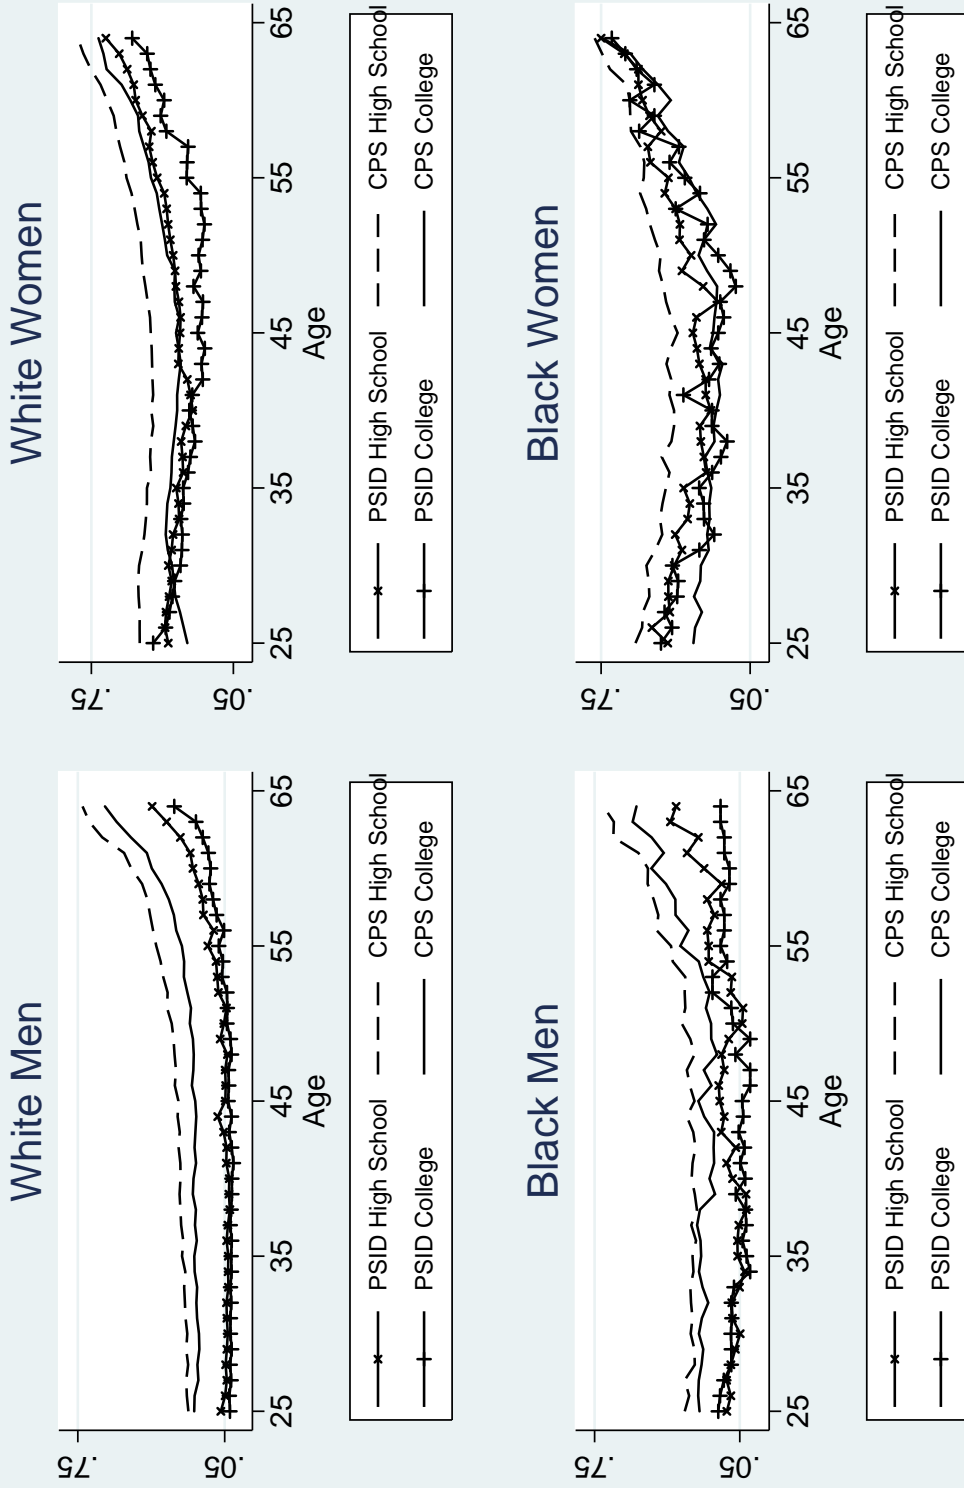 White Men
.75
.05
25
35
45
55
65
Age
PSID High School
CPS High School
PSID College
CPS College
White Women
.75
.05
25
35
45
55
65
Age
PSID High School
CPS High School
PSID College
CPS College
Black Men
.75
.05
25
35
45
55
65
Age
PSID High School
CPS High School
PSID College
CPS College
Black Women
.75
.05
25
35
45
55
65
Age
PSID High School
CPS High School
PSID College
CPS College